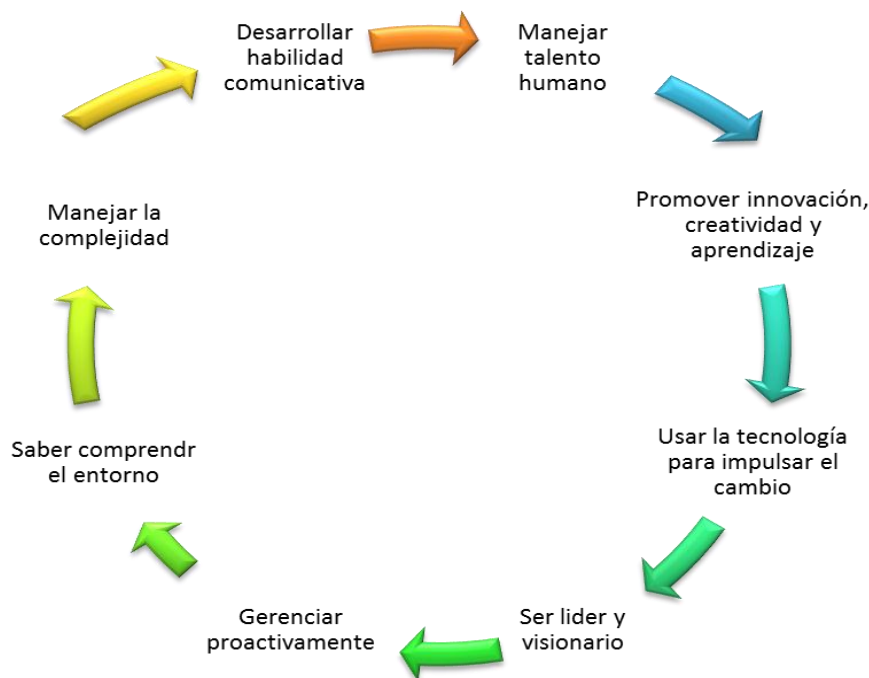 Desarrollar
habilidad
comunicativa
Manejar
talento
humano
Promover innovación,
creatividad y
aprendizaje
Usar la tecnología
para impulsar el
cambio
Ser lider y
visionario
Gerenciar
proactivamente
Saber comprendr
el entorno
Manejar la
complejidad